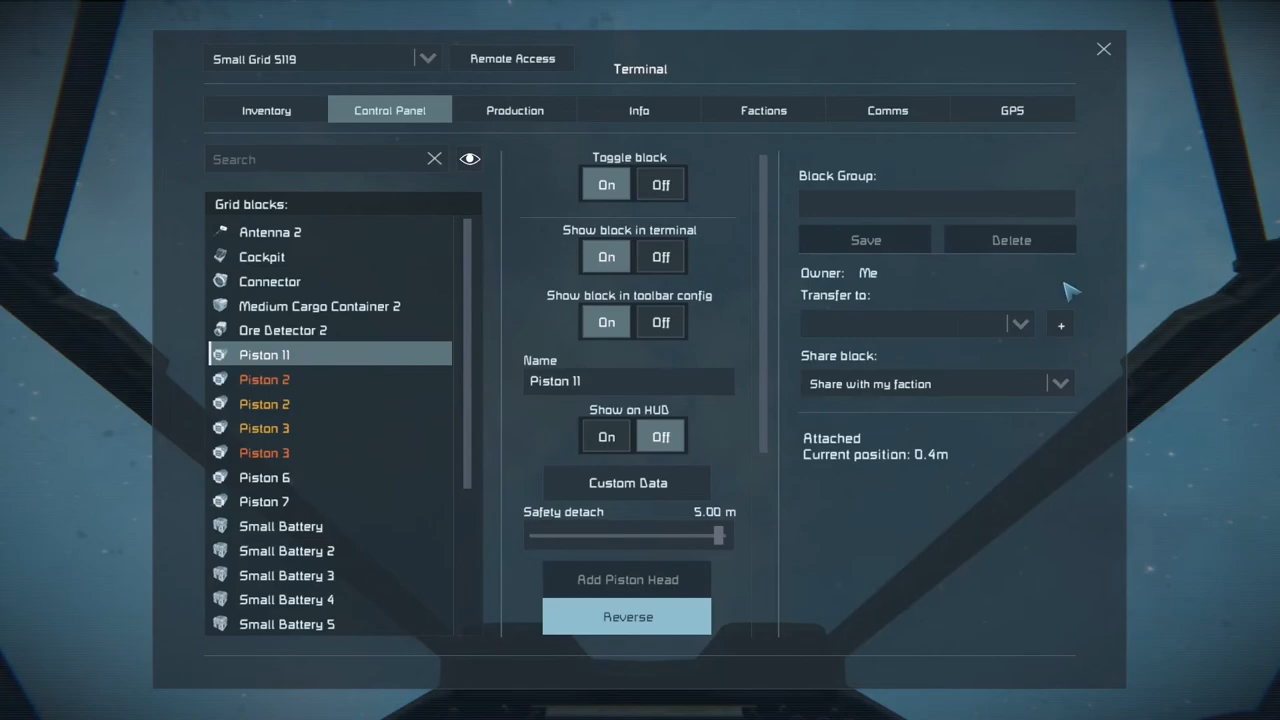 Small Grid 5119
Remote Access
Terminal
Inventory
Control Panel
Production
Info
Factions
Comms
GPS
Search
Grid blocks:
Antenna 2
Cockpit
Connector
Medium Cargo Container 2
Ore Detector 2
Piston 11
Piston 2
Piston 2
Piston 3
Piston 3
Piston 6
Piston 7
Small Battery
Small Battery 2
Small Battery 3
Small Battery 4
Small Battery 5
Toggle block
On Off
Show block in terminal
On Off
Show block in toolbar config
On Off
Name
Piston 11
Show on HUD
On Off
Custom Data
Safety detach 5.00 m
Add Piston Head
Reverse
Block Group:
Save
Delete
Owner: Me
Transfer to:
+
Share block:
Share with my faction
Attached
Current position: 0.4m